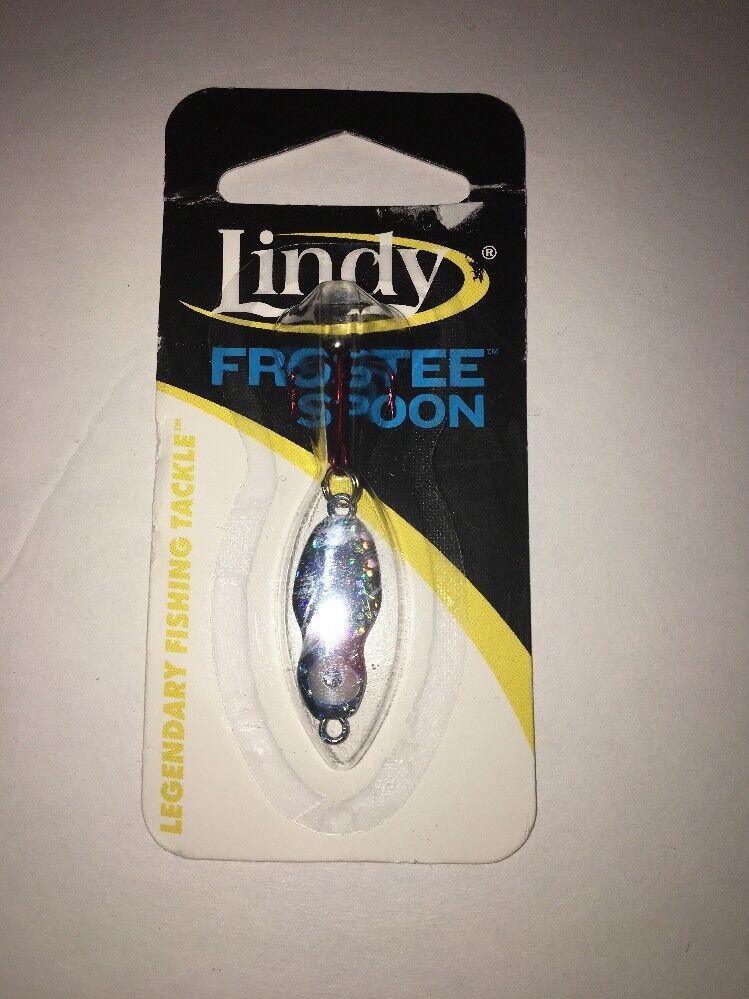 Lindy®
FROSTEE™
SPOON
LEGENDARY FISHING TACKLE™